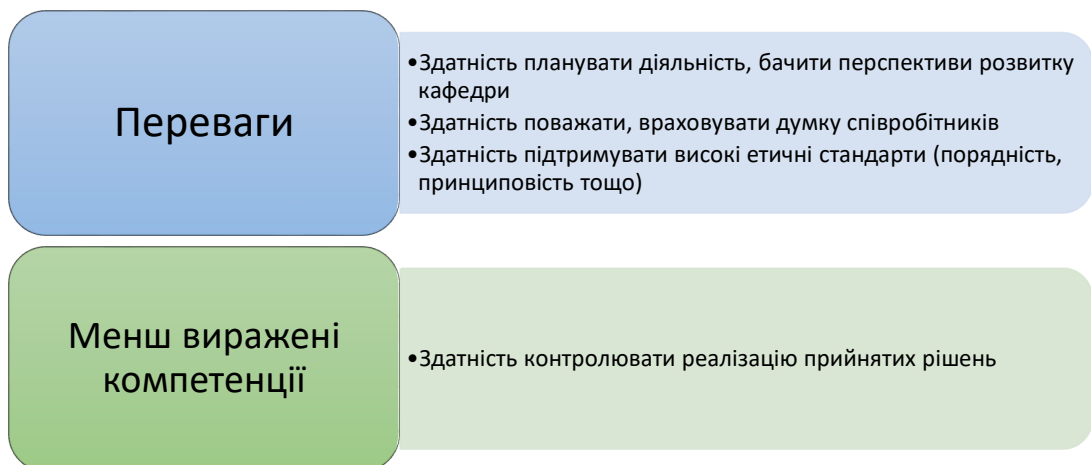 Переваги
•Здатність планувати діяльність, бачити перспективи розвитку
кафедри
•Здатність поважати, враховувати думку співробітників
•Здатність підтримувати високі етичні стандарти (порядність,
принциповість тощо)
Менш виражені
компетенції
•Здатність контролювати реалізацію прийнятих рішень